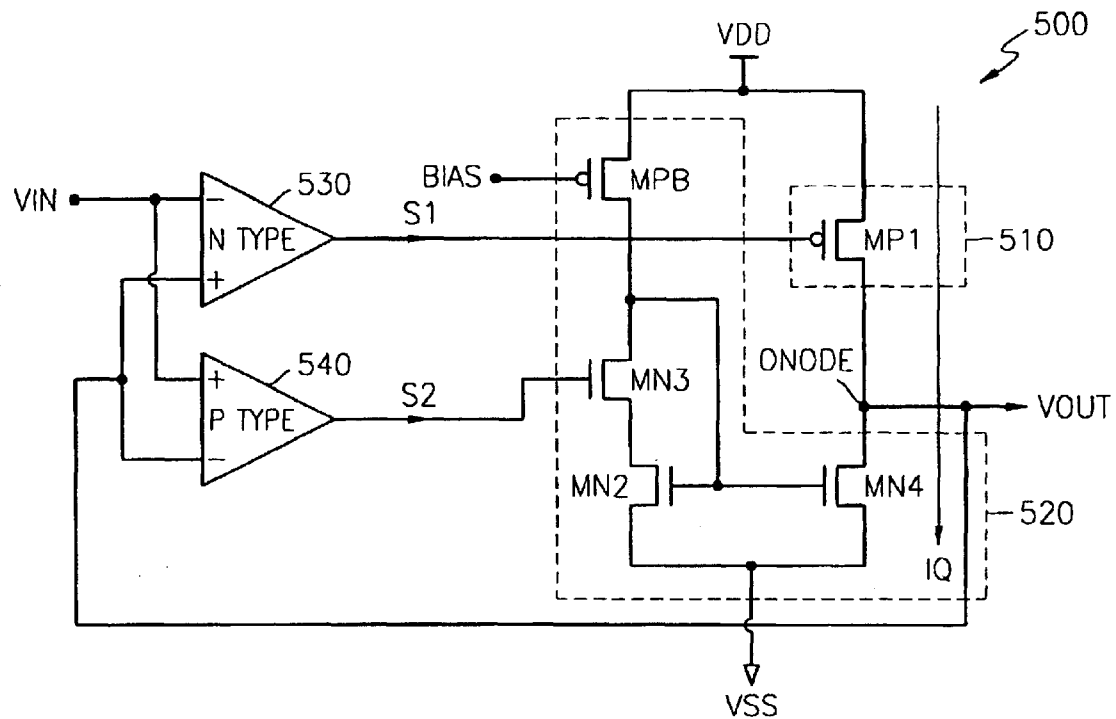 500
VDD
BIAS
MPB
VIN
530
−
N TYPE
+
S1
MP1
510
540
+
P TYPE
−
S2
MN3
ONODE
VOUT
MN2
MN4
520
IQ
VSS